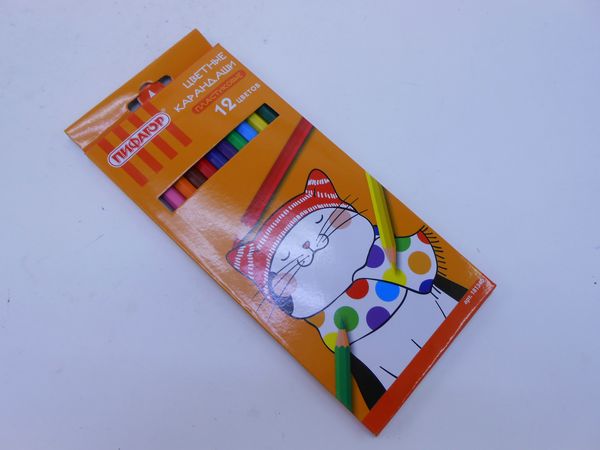 ЦВЕТНЫЕ
КАРАНДАШИ
ПЛАСТИКОВЫЕ
12 ЦВЕТОВ
ПИФАГОР